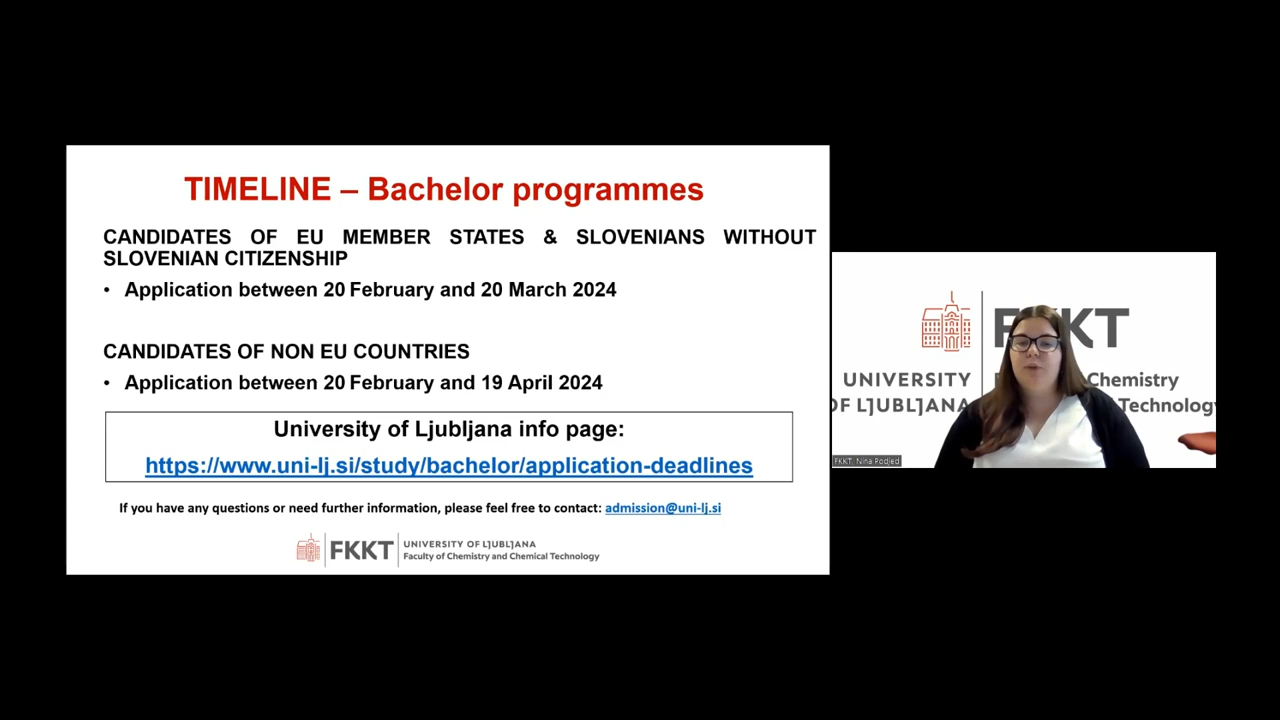 TIMELINE – Bachelor programmes
CANDIDATES OF EU MEMBER STATES & SLOVENIANS WITHOUT
SLOVENIAN CITIZENSHIP
• Application between 20 February and 20 March 2024
CANDIDATES OF NON EU COUNTRIES
• Application between 20 February and 19 April 2024
University of Ljubljana info page:
https://www.uni-lj.si/study/bachelor/application-deadlines
If you have any questions or need further information, please feel free to contact: admission@uni-lj.si
FKKT
UNIVERSITY OF LJUBLJANA
Faculty of Chemistry and Chemical Technology
FKKT
UNIVERSITY
OF LJUBLJANA
Chemistry
Technology
FKKT, Nina Podjed